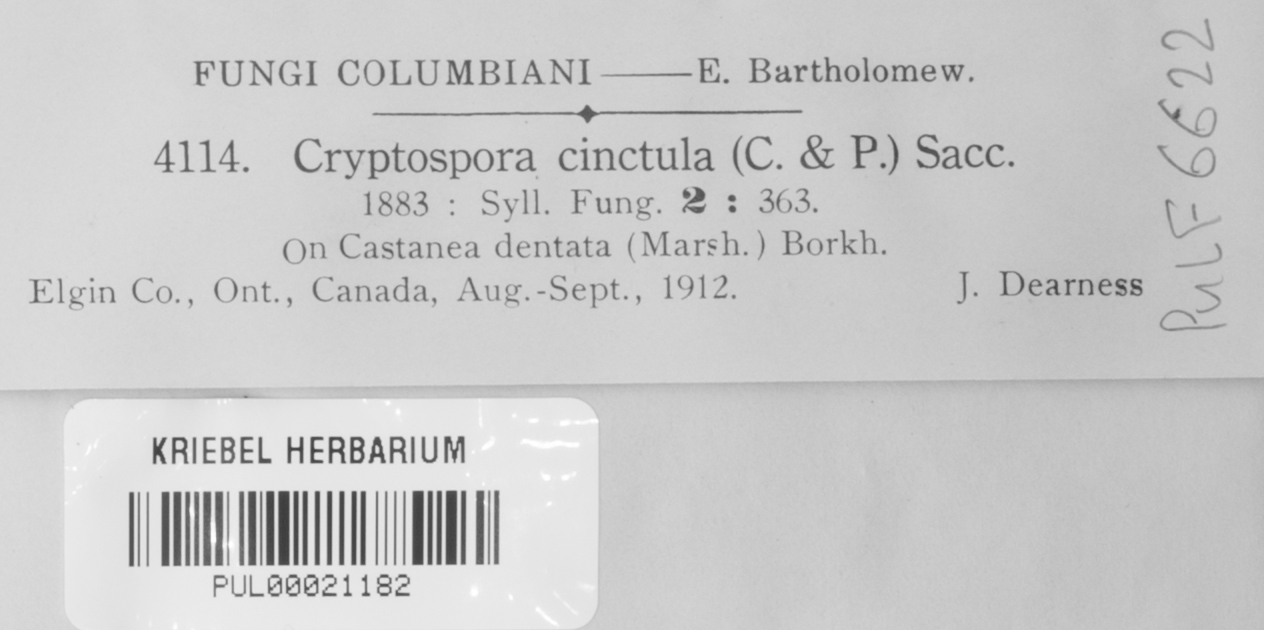 FUNGI COLUMBIANI —— E. Bartholomew.
4114. Cryptospora cinctula (C. & P.) Sacc.
1883 : Syll. Fung. 2 : 363.
On Castanea dentata (Marsh.) Borkh.
Elgin Co., Ont., Canada, Aug.-Sept., 1912. J. Dearness
PuLF 6622
KRIEBEL HERBARIUM
PUL00021182